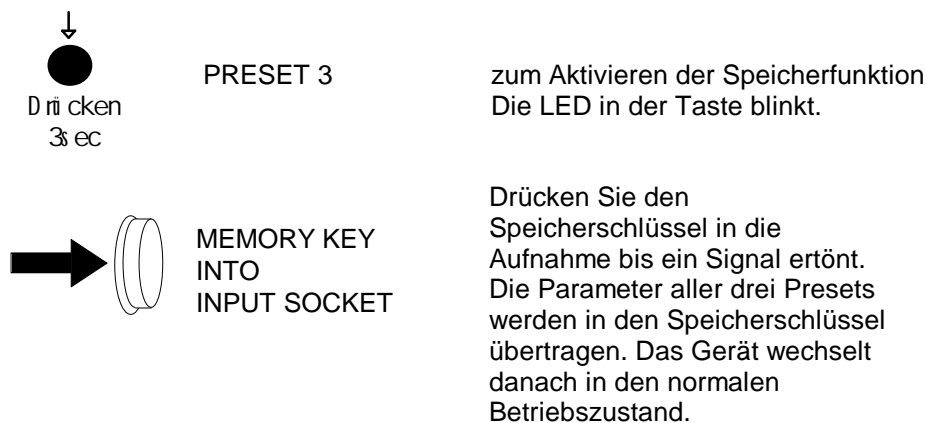 PRESET 3
zum Aktivieren der Speicherfunktion
Die LED in der Taste blinkt.
Drücken
3sec
MEMORY KEY
INTO
INPUT SOCKET
Drücken Sie den
Speicherschlüssel in die
Aufnahme bis ein Signal ertönt.
Die Parameter aller drei Presets
werden in den Speicherschlüssel
übertragen. Das Gerät wechselt
danach in den normalen
Betriebszustand.